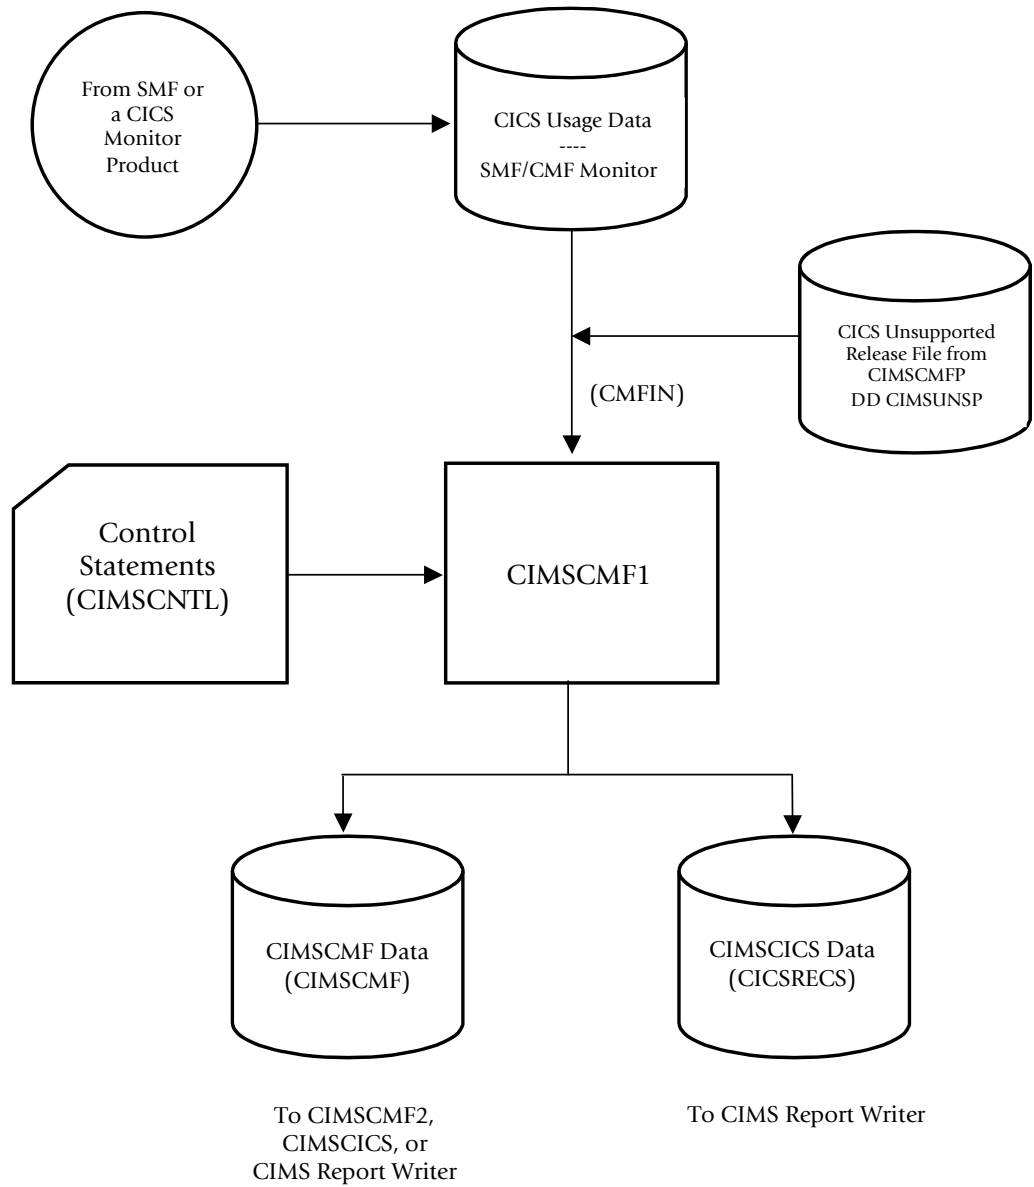 From SMF or
a CICS
Monitor
Product
CICS Usage Data
----
SMF/CMF Monitor
CICS Unsupported
Release File from
CIMSCMFP
DD CIMSUNSP
(CMFIN)
Control
Statements
(CIMSCNTL)
CIMSCMF1
CIMSCMF Data
(CIMSCMF)
CIMSCICS Data
(CICSRECS)
To CIMSCMF2,
CIMSCICS, or
CIMS Report Writer
To CIMS Report Writer